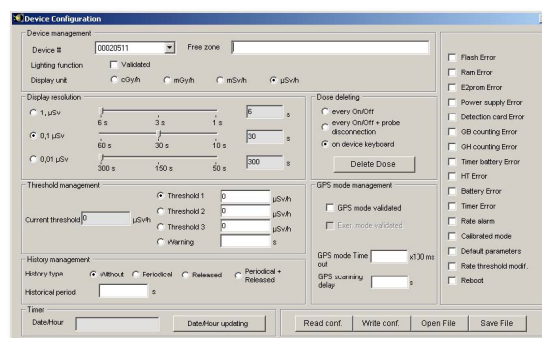 Device Configuration
Device management
Device # 00020511 Free zone
Lighting function Validated
Display unit cGy/h mGy/h mSv/h µSv/h
Display resolution
1, µSv 6 s
6 s 3 s 1 s
0,1 µSv 30 s
60 s 30 s 10 s
0,01 µSv 300 s
300 s 150 s 50 s
Dose deleting
every On/Off
every On/Off + probe
disconnection
on device keyboard
Delete Dose
Threshold management
Current threshold 0 µSv/h
Threshold 1 0 µSv/h
Threshold 2 0 µSv/h
Threshold 3 0 µSv/h
Warning s
GPS mode management
GPS mode validated
Exer. mode validated
GPS mode Time
out x100 ms
GPS scanning
delay s
History management
History type Without Periodical Released Periodical +
Released
Historical period s
Timer
Date/Hour Date/Hour updating
Read conf. Write conf. Open File Save File
Flash Error
Ram Error
E2prom Error
Power supply Error
Detection card Error
GB counting Error
GH counting Error
Timer battery Error
HT Error
Battery Error
Timer Error
Rate alarm
Calibrated mode
Default parameters
Rate threshold modif.
Reboot